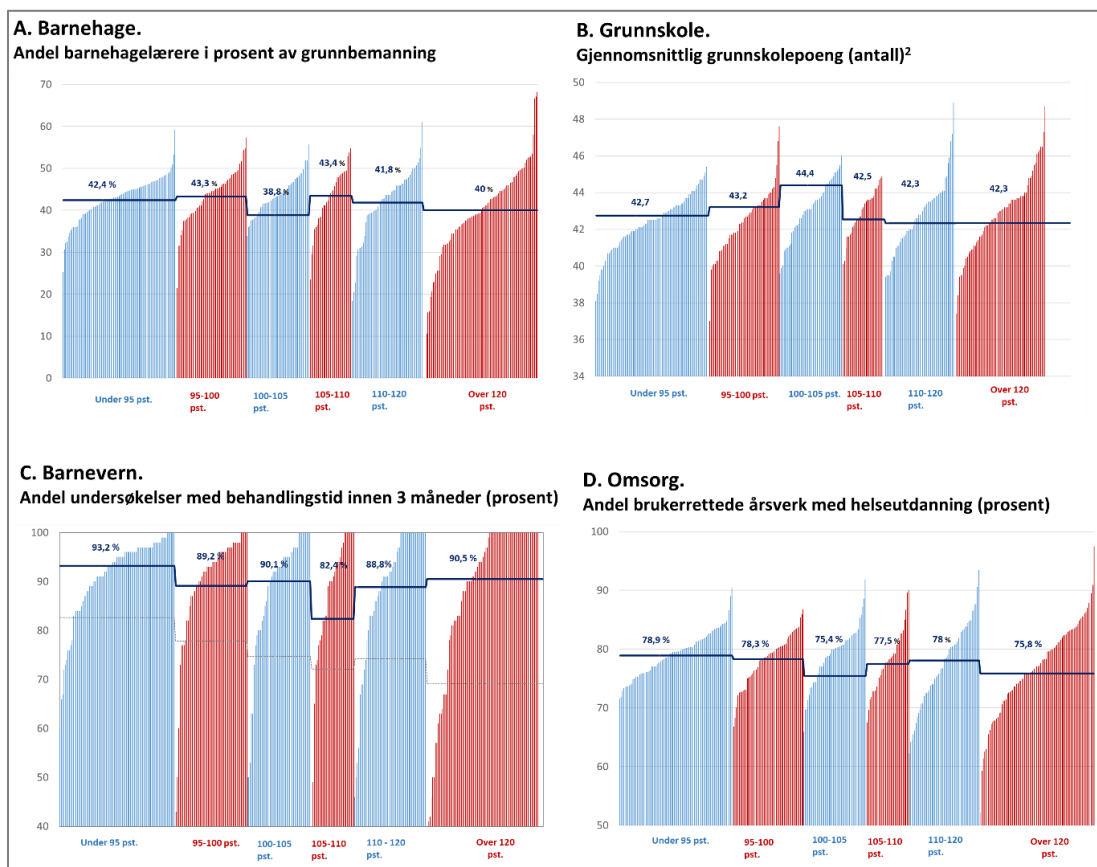 A. Barnehage.
Andel barnehagelærere i prosent av grunnbemanning
70
60
50
40
30
20
10
0
42,4 %
43,3 %
38,8 %
43,4 %
41,8 %
40 %
Under 95 pst.
95-100 pst.
100-105 pst.
105-110 pst.
110-120 pst.
Over 120 pst.
B. Grunnskole.
Gjennomsnittlig grunnskolepoeng (antall)²
50
48
46
44
42
40
38
36
34
42,7
43,2
44,4
42,5
42,3
42,3
Under 95 pst.
95-100 pst.
100-105 pst.
105-110 pst.
110-120 pst.
Over 120 pst.
C. Barnevern.
Andel undersøkelser med behandlingstid innen 3 måneder (prosent)
100
90
80
70
60
50
40
93,2 %
89,2 %
90,1 %
82,4 %
88,8%
90,5 %
Under 95 pst.
95-100 pst.
100-105 pst.
105-110 pst.
110 - 120 pst.
Over 120 pst.
D. Omsorg.
Andel brukerrettede årsverk med helseutdanning (prosent)
100
90
80
70
60
50
78,9 %
78,3 %
75,4 %
77,5 %
78 %
75,8 %
Under 95 pst.
95-100 pst.
100-105 pst.
105-110 pst.
110-120 pst.
Over 120 pst.